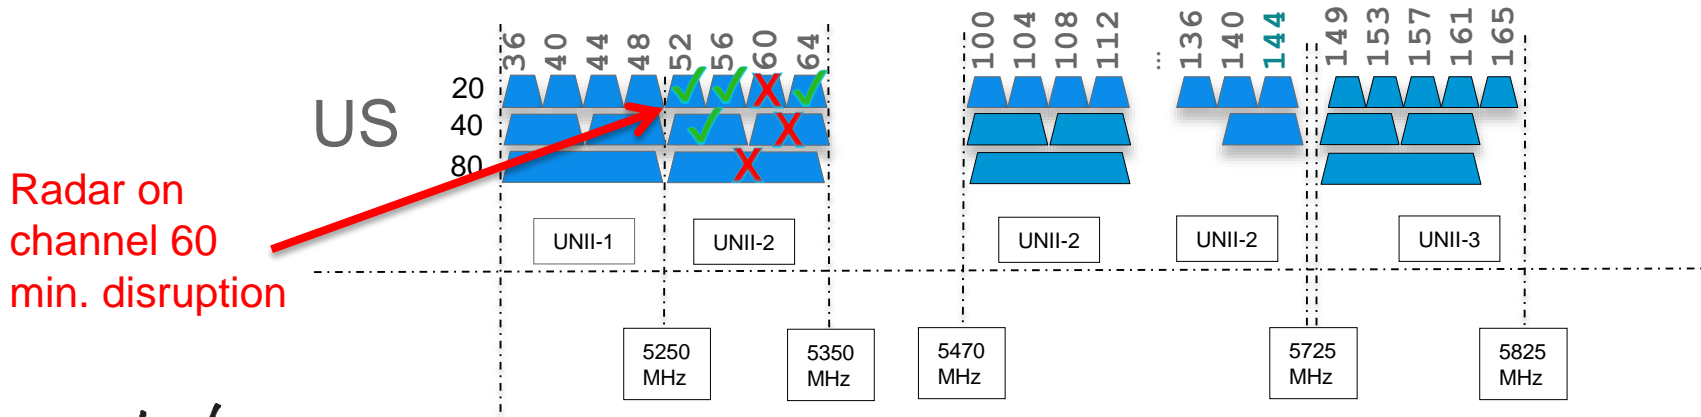 36 40 44 48 52 56 60 64 100 104 108 112 ... 136 140 144 149 153 157 161 165
20
US
40
80
Radar on
channel 60
min. disruption
UNII-1 UNII-2 UNII-2 UNII-2 UNII-3
5250
MHz
5350
MHz
5470
MHz
5725
MHz
5825
MHz